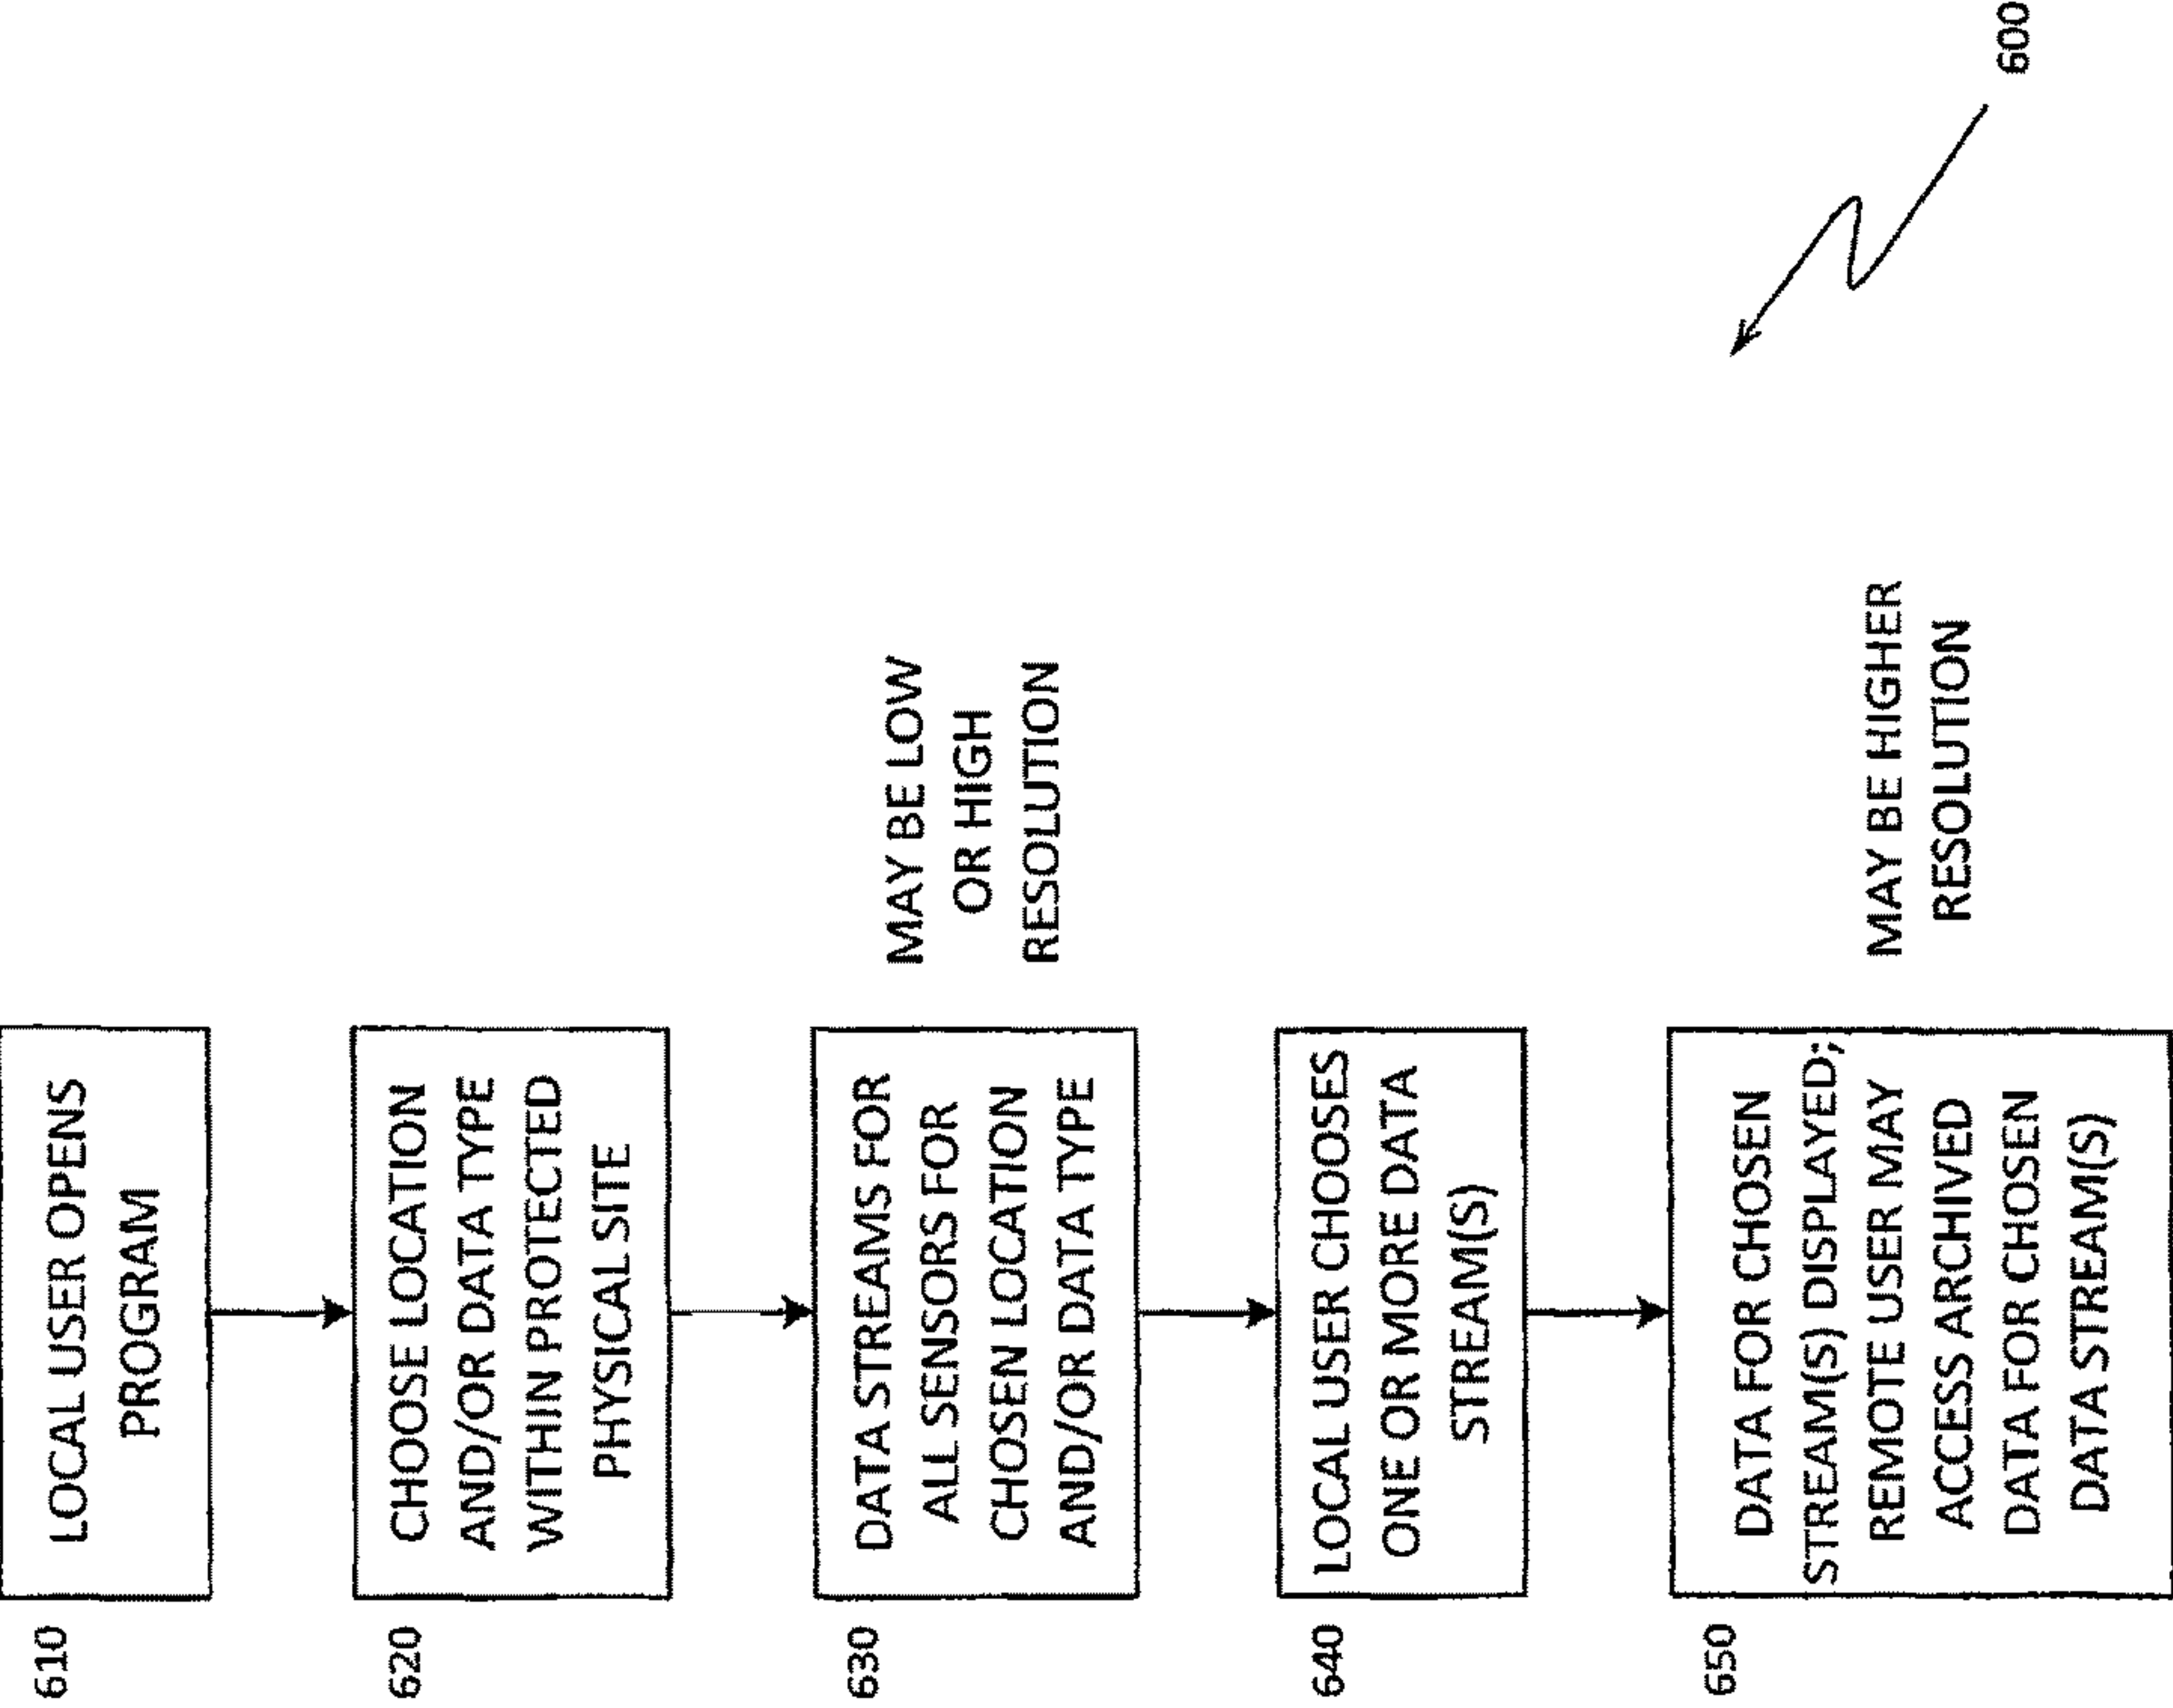 610
LOCAL USER OPENS
PROGRAM
620
CHOOSE LOCATION
AND/OR DATA TYPE
WITHIN PROTECTED
PHYSICAL SITE
630
DATA STREAMS FOR
ALL SENSORS FOR
CHOSEN LOCATION
AND/OR DATA TYPE
MAY BE LOW
OR HIGH
RESOLUTION
640
LOCAL USER CHOOSES
ONE OR MORE DATA
STREAM(S)
650
DATA FOR CHOSEN
STREAM(S) DISPLAYED;
REMOTE USER MAY
ACCESS ARCHIVED
DATA FOR CHOSEN
DATA STREAM(S)
MAY BE HIGHER
RESOLUTION
600